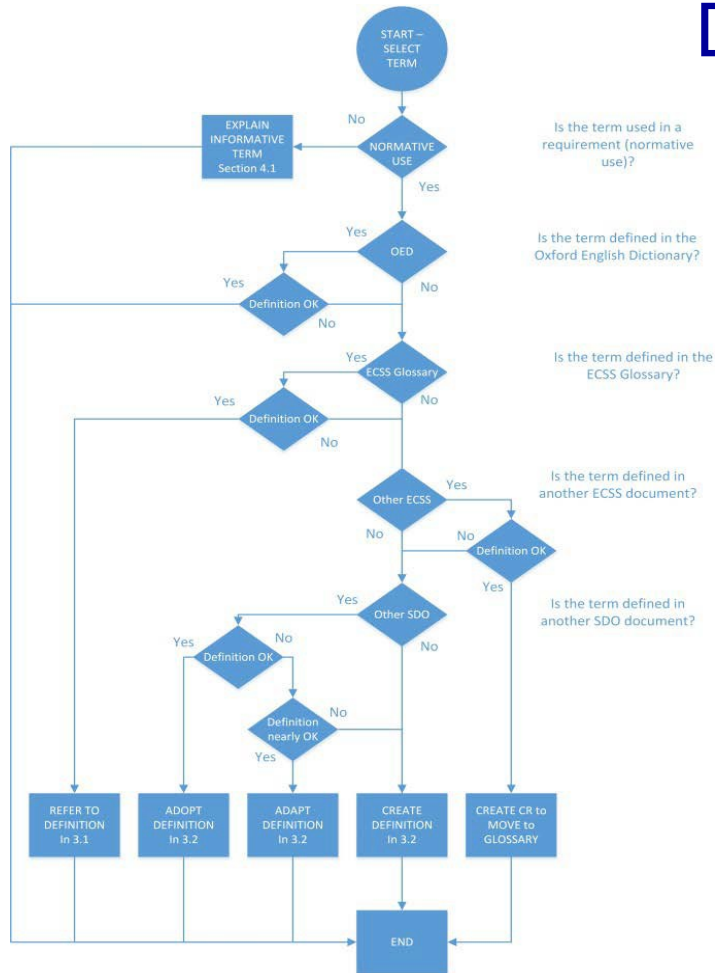 START –
SELECT
TERM
No
EXPLAIN
INFORMATIVE
TERM
Section 4.1
NORMATIVE
USE
Is the term used in a
requirement (normative
use)?
Yes
Yes
OED
Is the term defined in the
Oxford English Dictionary?
Yes
No
Definition OK
No
Yes
ECSS Glossary
Is the term defined in the
ECSS Glossary?
Yes
No
Definition OK
No
Other ECSS
Yes
Is the term defined in
another ECSS document?
No
No
Definition OK
Yes
Yes
Other SDO
Is the term defined in
another SDO document?
Yes
No
No
Definition OK
No
Definition
nearly OK
Yes
REFER TO
DEFINITION
In 3.1
ADOPT
DEFINITION
In 3.2
ADAPT
DEFINITION
In 3.2
CREATE
DEFINITION
In 3.2
CREATE CR to
MOVE to
GLOSSARY
END